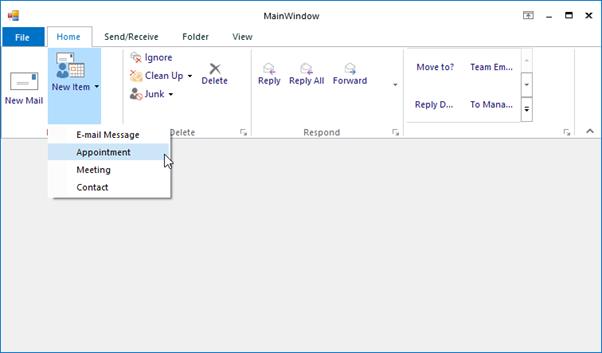 MainWindow
File Home Send/Receive Folder View
New Mail
New Item
Ignore
Clean Up
Junk
Delete
Reply Reply All Forward
Move to? Team Em...
Reply D... To Mana...
Delete Respond
E-mail Message
Appointment
Meeting
Contact